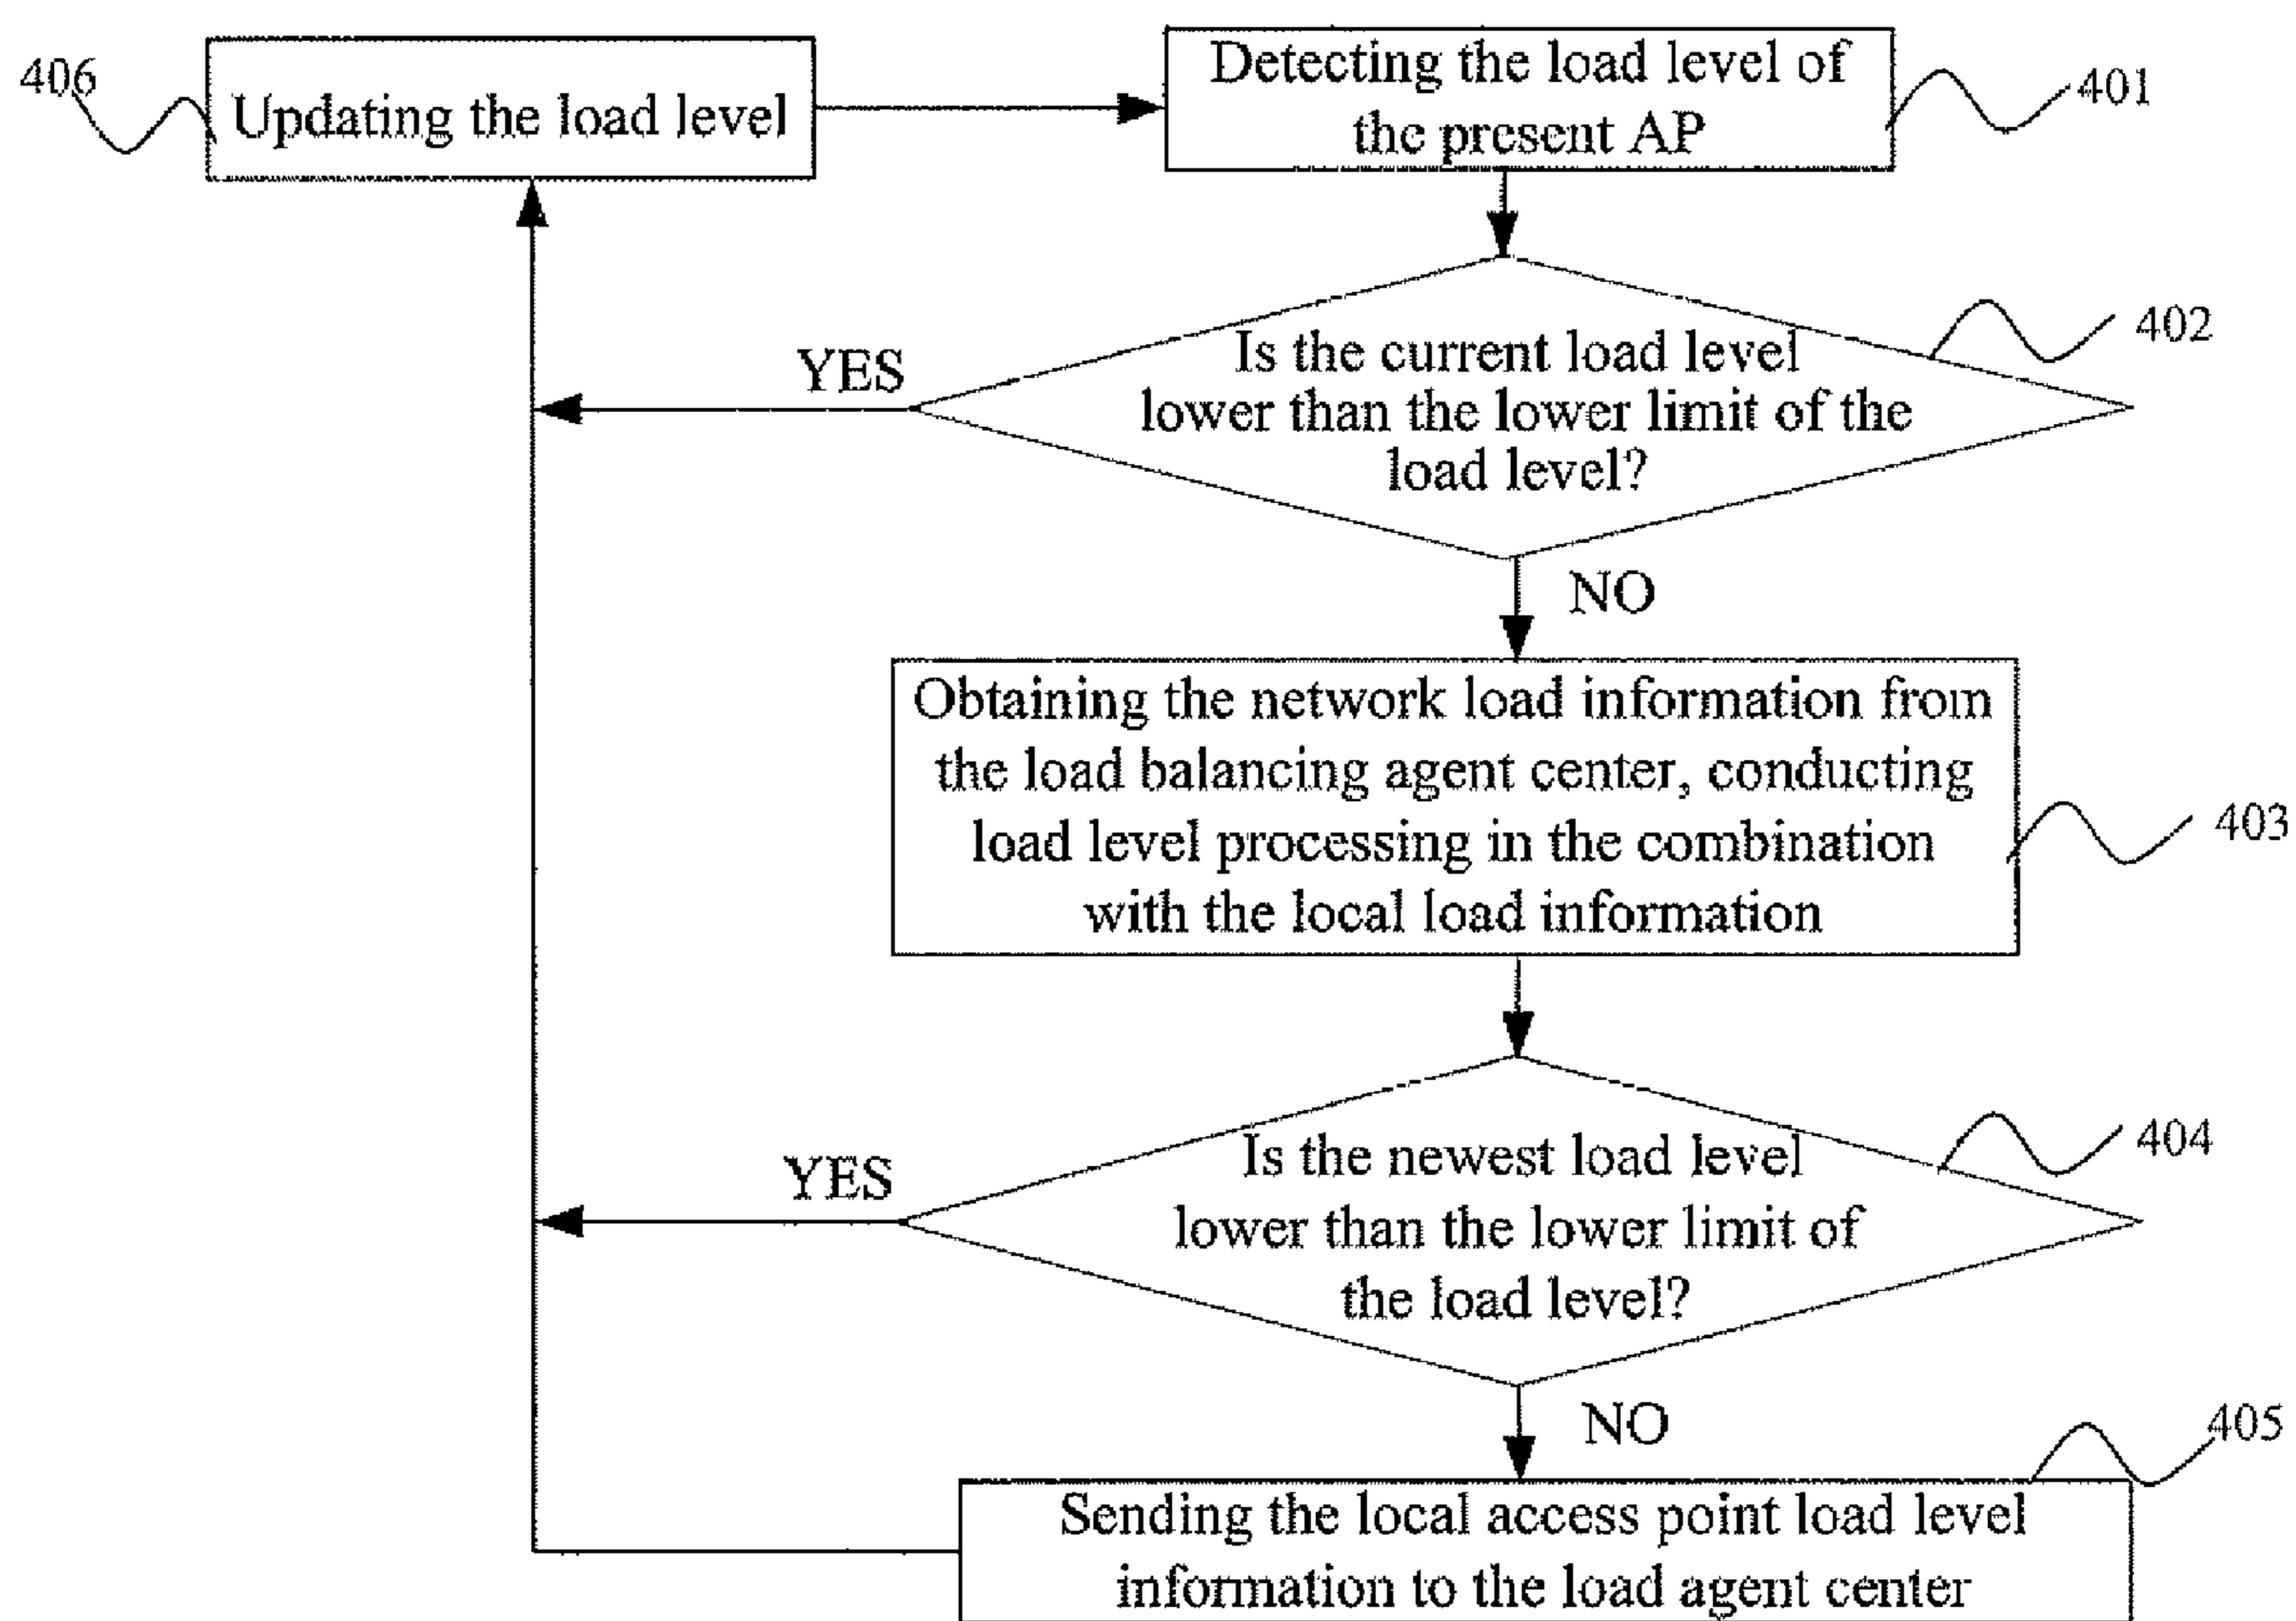 406
Updating the load level
Detecting the load level of
the present AP
401
Is the current load level
lower than the lower limit of the
load level?
402
YES
NO
Obtaining the network load information from
the load balancing agent center, conducting
load level processing in the combination
with the local load information
403
Is the newest load level
lower than the lower limit of
the load level?
404
YES
NO
405
Sending the local access point load level
information to the load agent center